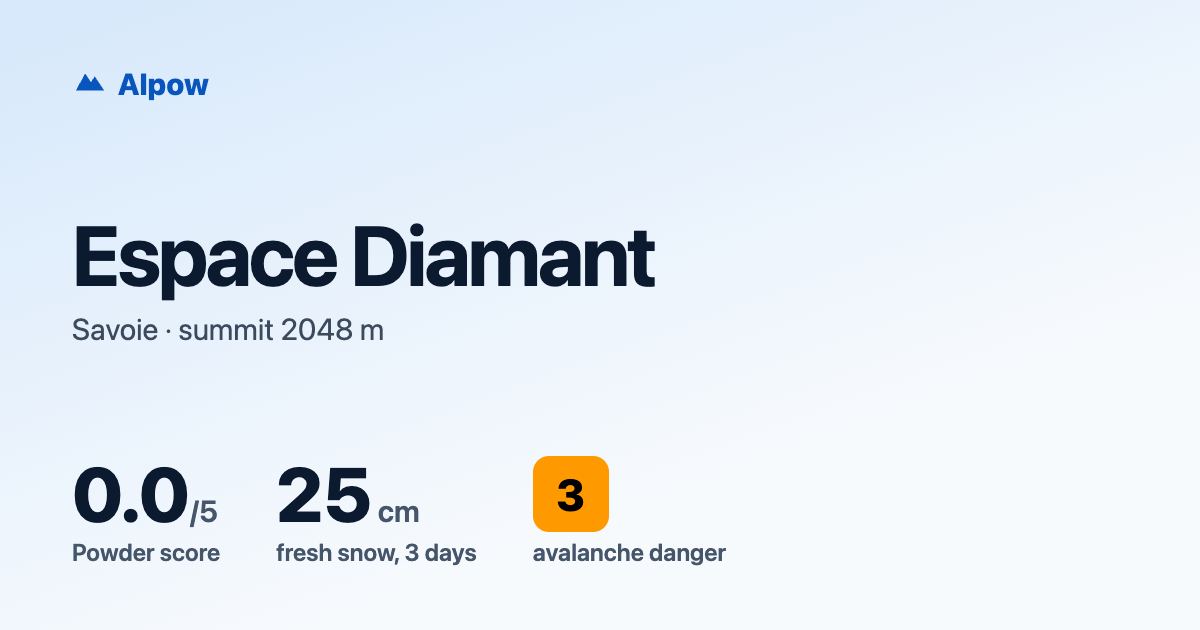 Alpow
Espace Diamant
Savoie · summit 2048 m
0.0/5
Powder score
25 cm
fresh snow, 3 days
3
avalanche danger